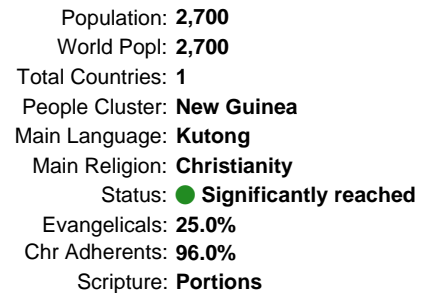 Population: 2,700
World Popl: 2,700
Total Countries: 1
People Cluster: New Guinea
Main Language: Kutong
Main Religion: Christianity
Status: Significantly reached
Evangelicals: 25.0%
Chr Adherents: 96.0%
Scripture: Portions